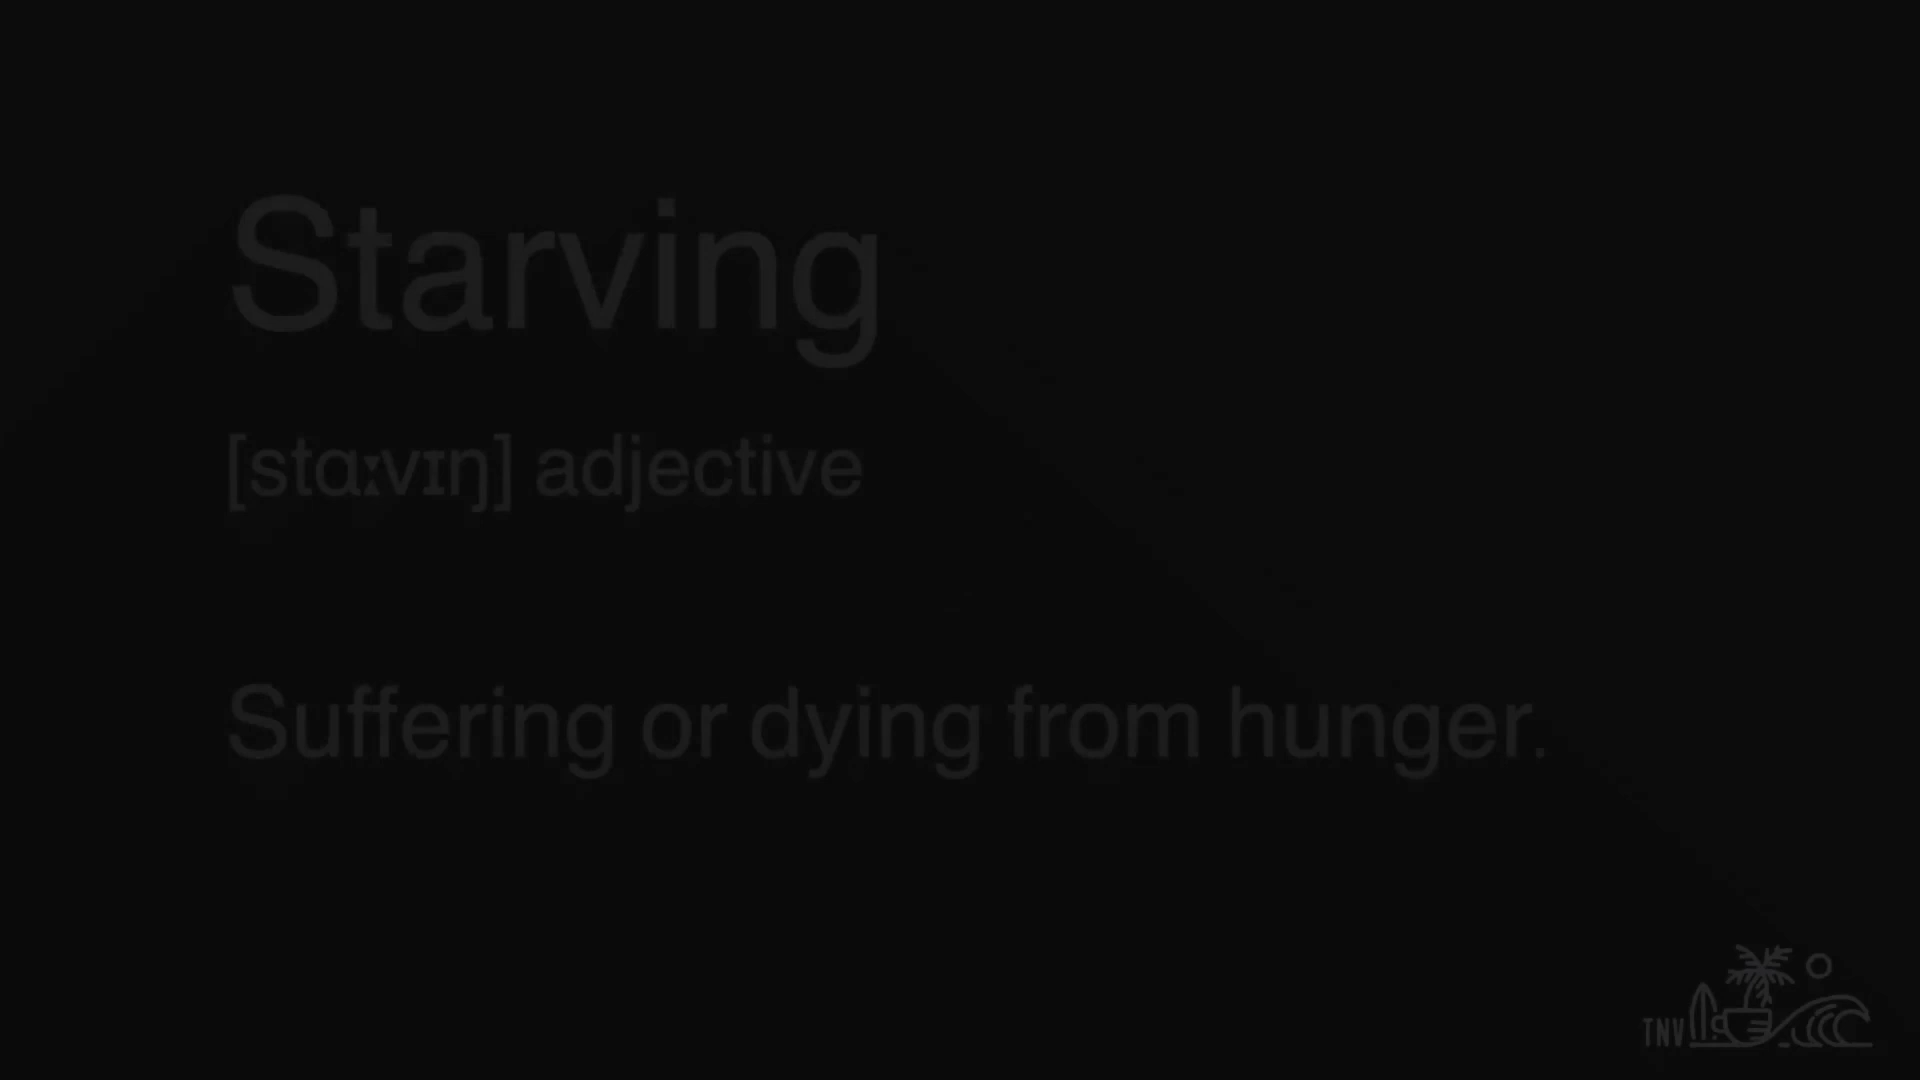 Starving
[stɑːvɪŋ] adjective
Suffering or dying from hunger.
TNV